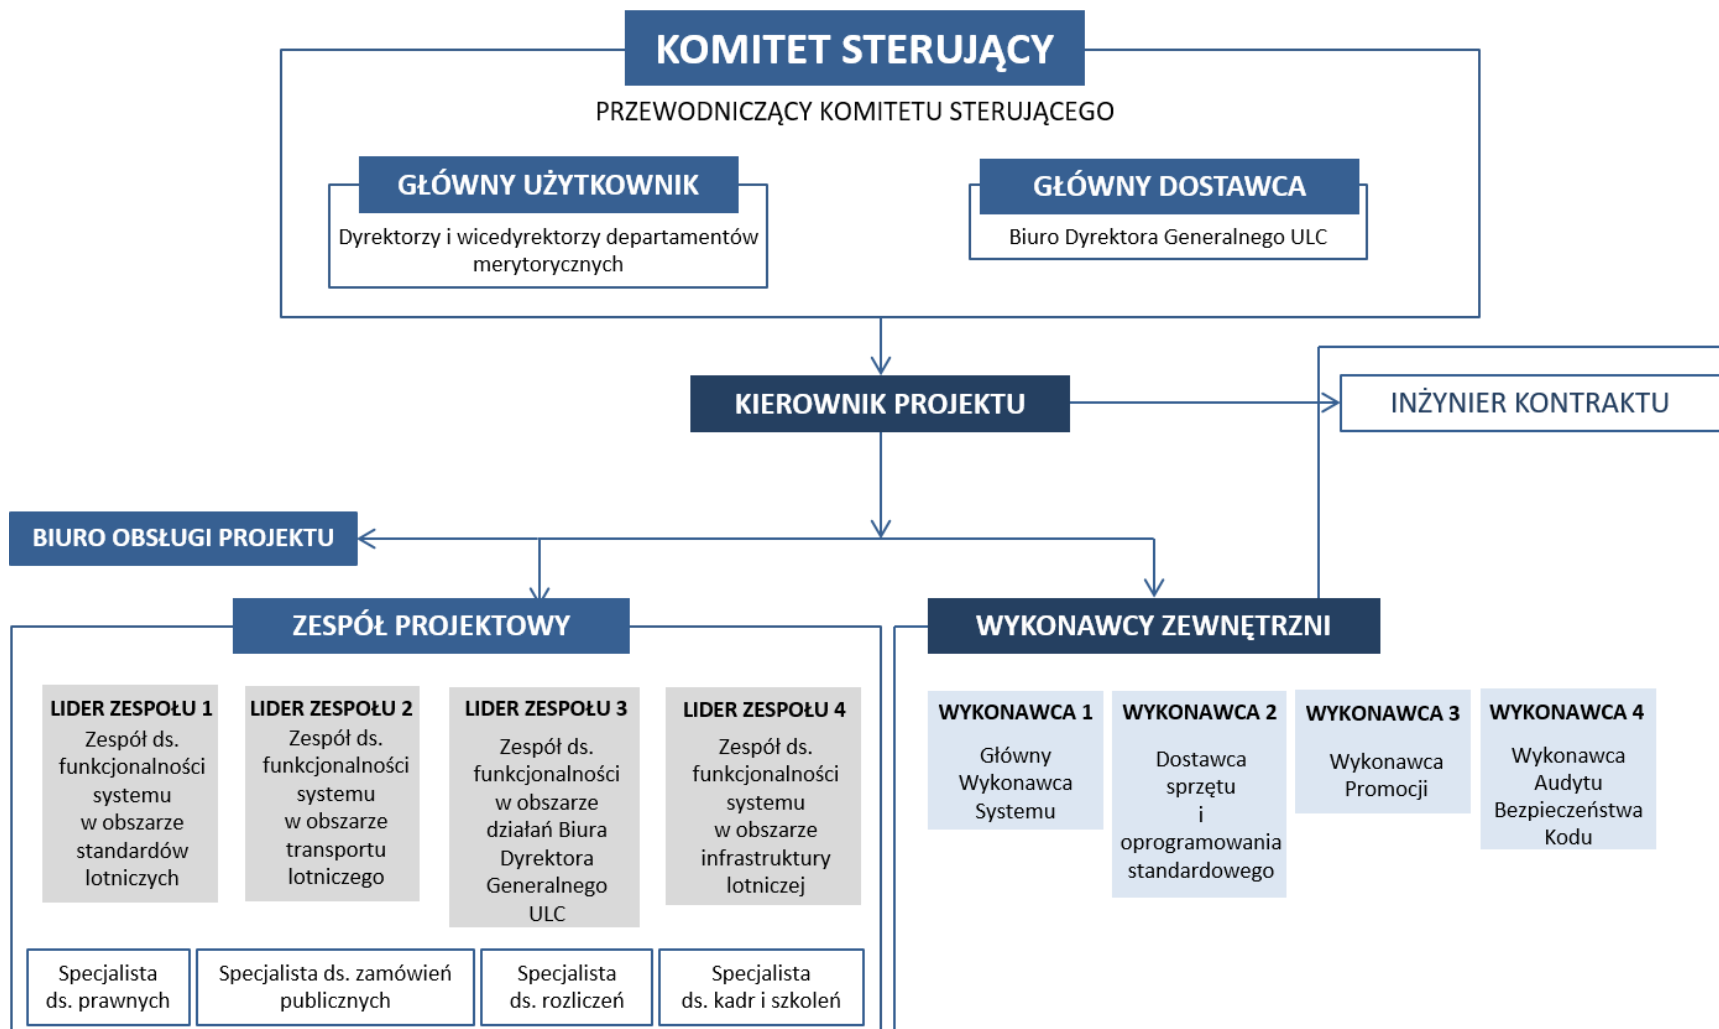 KOMITET STERUJĄCY
PRZEWODNICZĄCY KOMITETU STERUJĄCEGO
GŁÓWNY UŻYTKOWNIK
Dyrektorzy i wicedyrektorzy departamentów
merytorycznych
GŁÓWNY DOSTAWCA
Biuro Dyrektora Generalnego ULC
KIEROWNIK PROJEKTU
INŻYNIER KONTRAKTU
BIURO OBSŁUGI PROJEKTU
ZESPÓŁ PROJEKTOWY
LIDER ZESPOŁU 1
Zespół ds.
funkcjonalności
systemu
w obszarze
standardów
lotniczych
LIDER ZESPOŁU 2
Zespół ds.
funkcjonalności
systemu
w obszarze
transportu
lotniczego
LIDER ZESPOŁU 3
Zespół ds.
funkcjonalności
w obszarze
działań Biura
Dyrektora
Generalnego
ULC
LIDER ZESPOŁU 4
Zespół ds.
funkcjonalności
systemu
w obszarze
infrastruktury
lotniczej
Specjalista
ds. prawnych
Specjalista ds. zamówień
publicznych
Specjalista
ds. rozliczeń
Specjalista
ds. kadr i szkoleń
WYKONAWCY ZEWNĘTRZNI
WYKONAWCA 1
Główny
Wykonawca
Systemu
WYKONAWCA 2
Dostawca
sprzętu
i
oprogramowania
standardowego
WYKONAWCA 3
Wykonawca
Promocji
WYKONAWCA 4
Wykonawca
Audytu
Bezpieczeństwa
Kodu